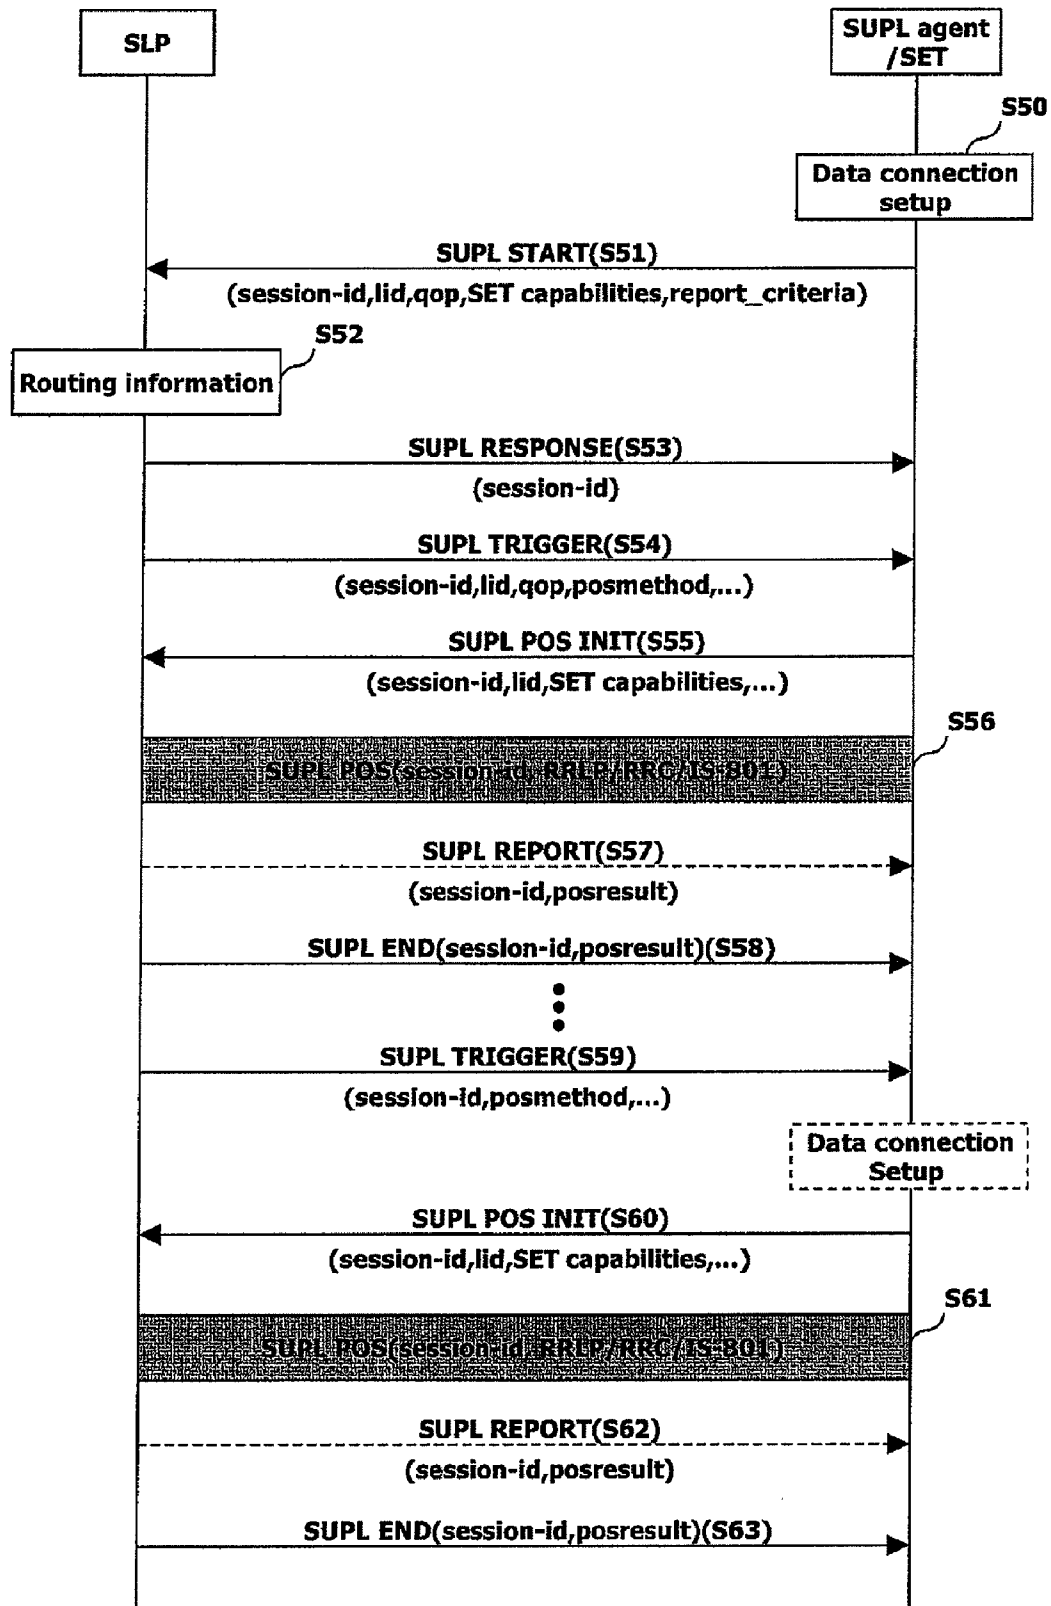 SLP
SUPL agent
/SET
S50
Data connection
setup
SUPL START(S51)
(session-id,lid,qop,SET capabilities,report_criteria)
S52
Routing information
SUPL RESPONSE(S53)
(session-id)
SUPL TRIGGER(S54)
(session-id,lid,qop,posmethod,...)
SUPL POS INIT(S55)
(session-id,lid,SET capabilities,...)
S56
SUPL POS(session-id, RRLP/RRC/IS-801)
SUPL REPORT(S57)
(session-id,posresult)
SUPL END(session-id,posresult)(S58)
SUPL TRIGGER(S59)
(session-id,posmethod,...)
Data connection
Setup
SUPL POS INIT(S60)
(session-id,lid,SET capabilities,...)
S61
SUPL POS(session-id, RRLP/RRC/IS-801)
SUPL REPORT(S62)
(session-id,posresult)
SUPL END(session-id,posresult)(S63)